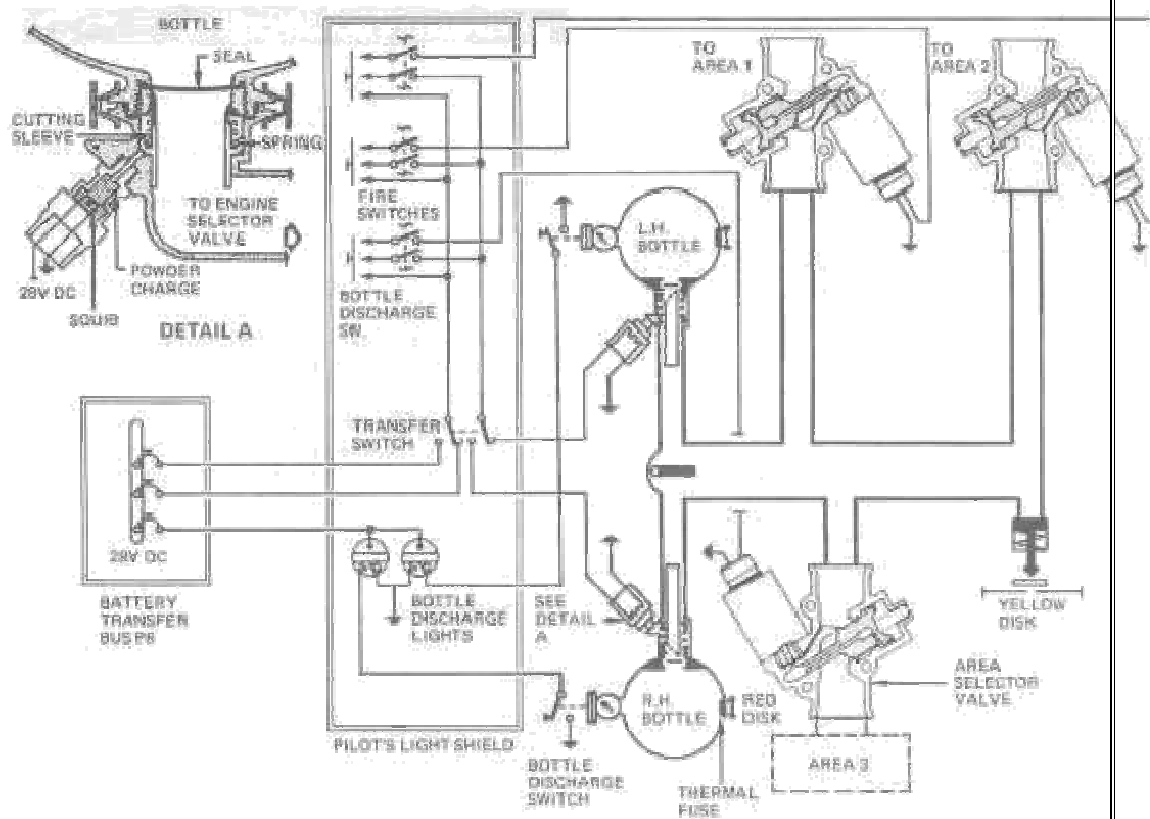 BOTTLE
SEAL
CUTTING
SLEEVE
SPRING
TO ENGINE
SELECTOR
VALVE
POWDER
CHARGE
28V DC
SQUIB
DETAIL A
FIRE
SWITCHES
BOTTLE
DISCHARGE
SW.
TRANSFER
SWITCH
28V DC
BATTERY
TRANSFER
BUS P6
BOTTLE
DISCHARGE
LIGHTS
PILOT'S LIGHT SHIELD
TO
AREA 1
TO
AREA 2
L.H.
BOTTLE
SEE
DETAIL
A
R.H.
BOTTLE
RED
DISK
BOTTLE
DISCHARGE
SWITCH
THERMAL
FUSE
YELLOW
DISK
AREA
SELECTOR
VALVE
AREA 3